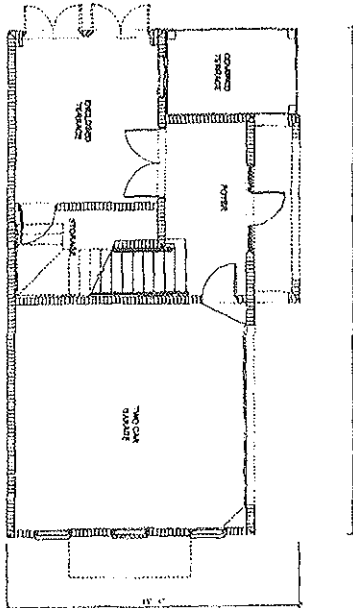 COVERED
TERRACE
ENCLOSED
TERRACE
FOYER
STORAGE
TWO CAR
GARAGE